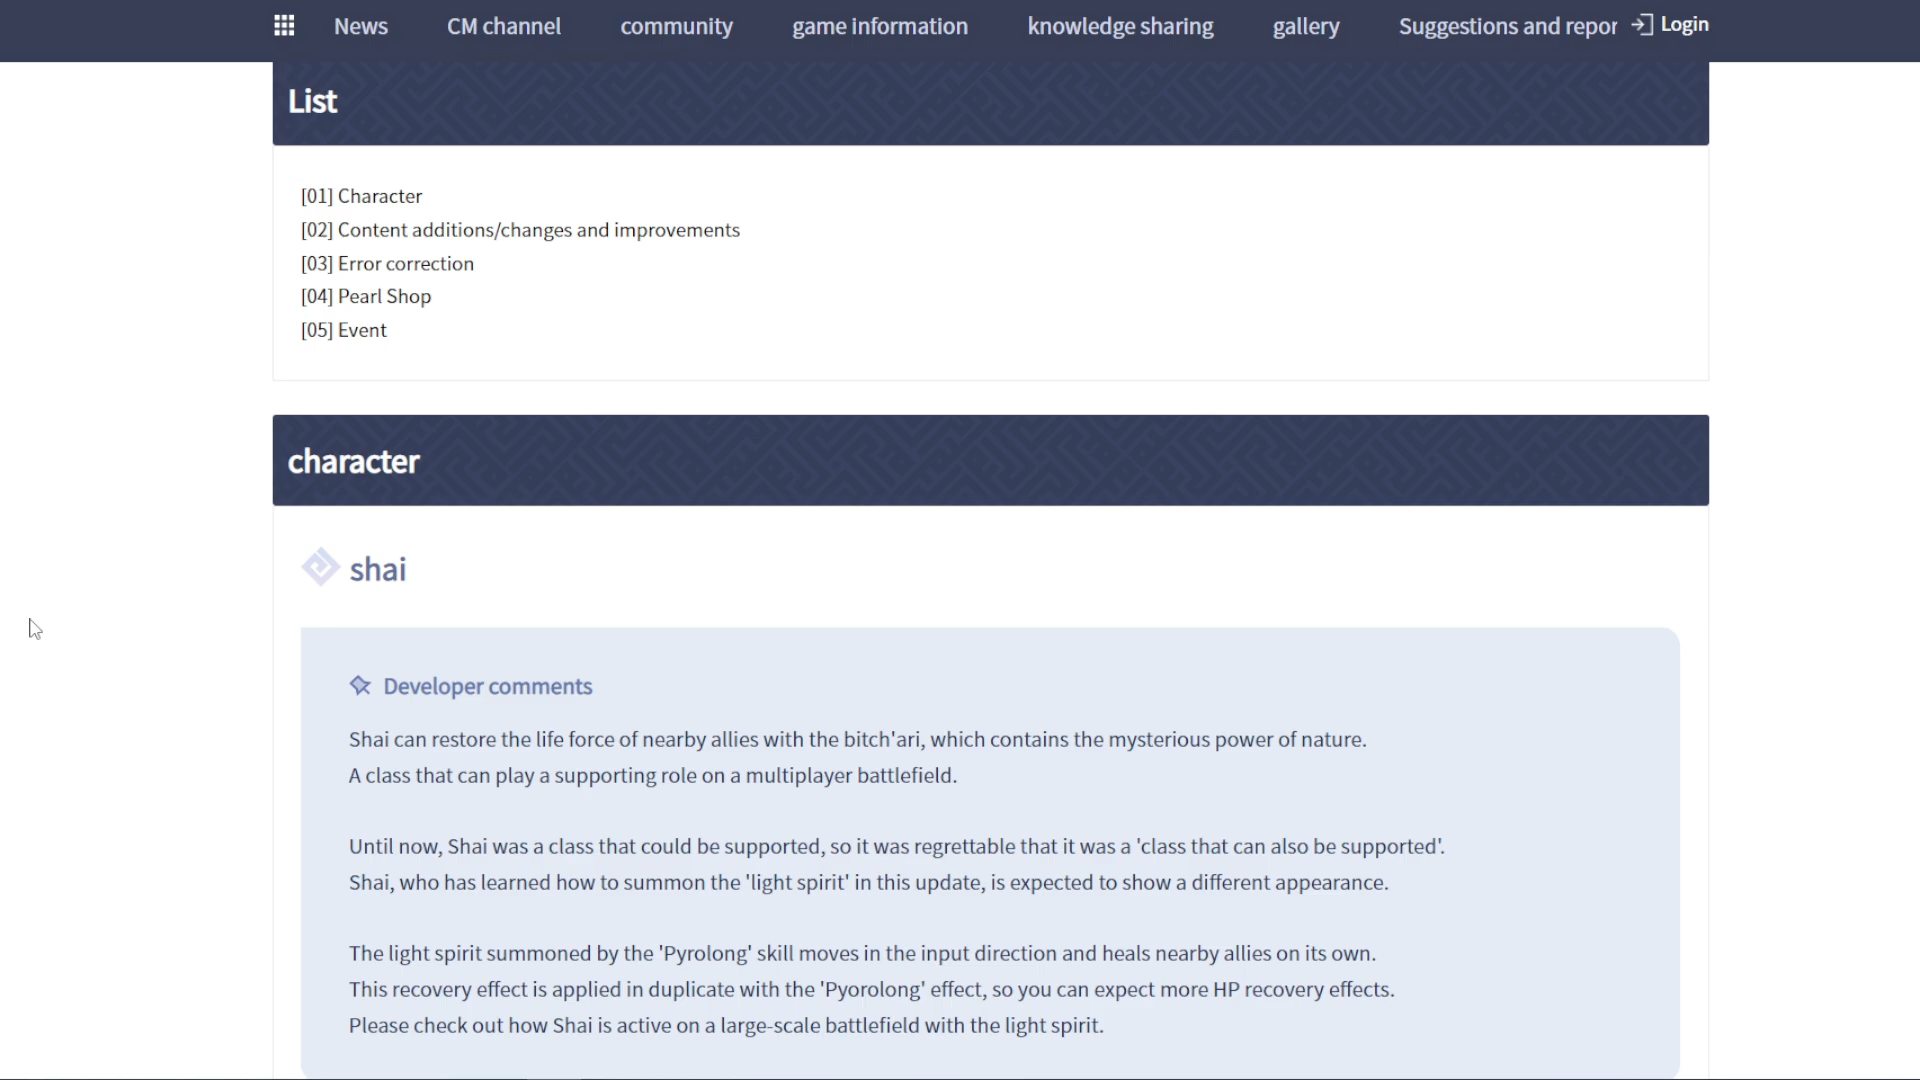 News
CM channel
community
game information
knowledge sharing
gallery
Suggestions and repor
Login
List
[01] Character
[02] Content additions/changes and improvements
[03] Error correction
[04] Pearl Shop
[05] Event
character
shai
Developer comments
Shai can restore the life force of nearby allies with the bitch'ari, which contains the mysterious power of nature.
A class that can play a supporting role on a multiplayer battlefield.
Until now, Shai was a class that could be supported, so it was regrettable that it was a 'class that can also be supported'.
Shai, who has learned how to summon the 'light spirit' in this update, is expected to show a different appearance.
The light spirit summoned by the 'Pyrolong' skill moves in the input direction and heals nearby allies on its own.
This recovery effect is applied in duplicate with the 'Pyorolong' effect, so you can expect more HP recovery effects.
Please check out how Shai is active on a large-scale battlefield with the light spirit.